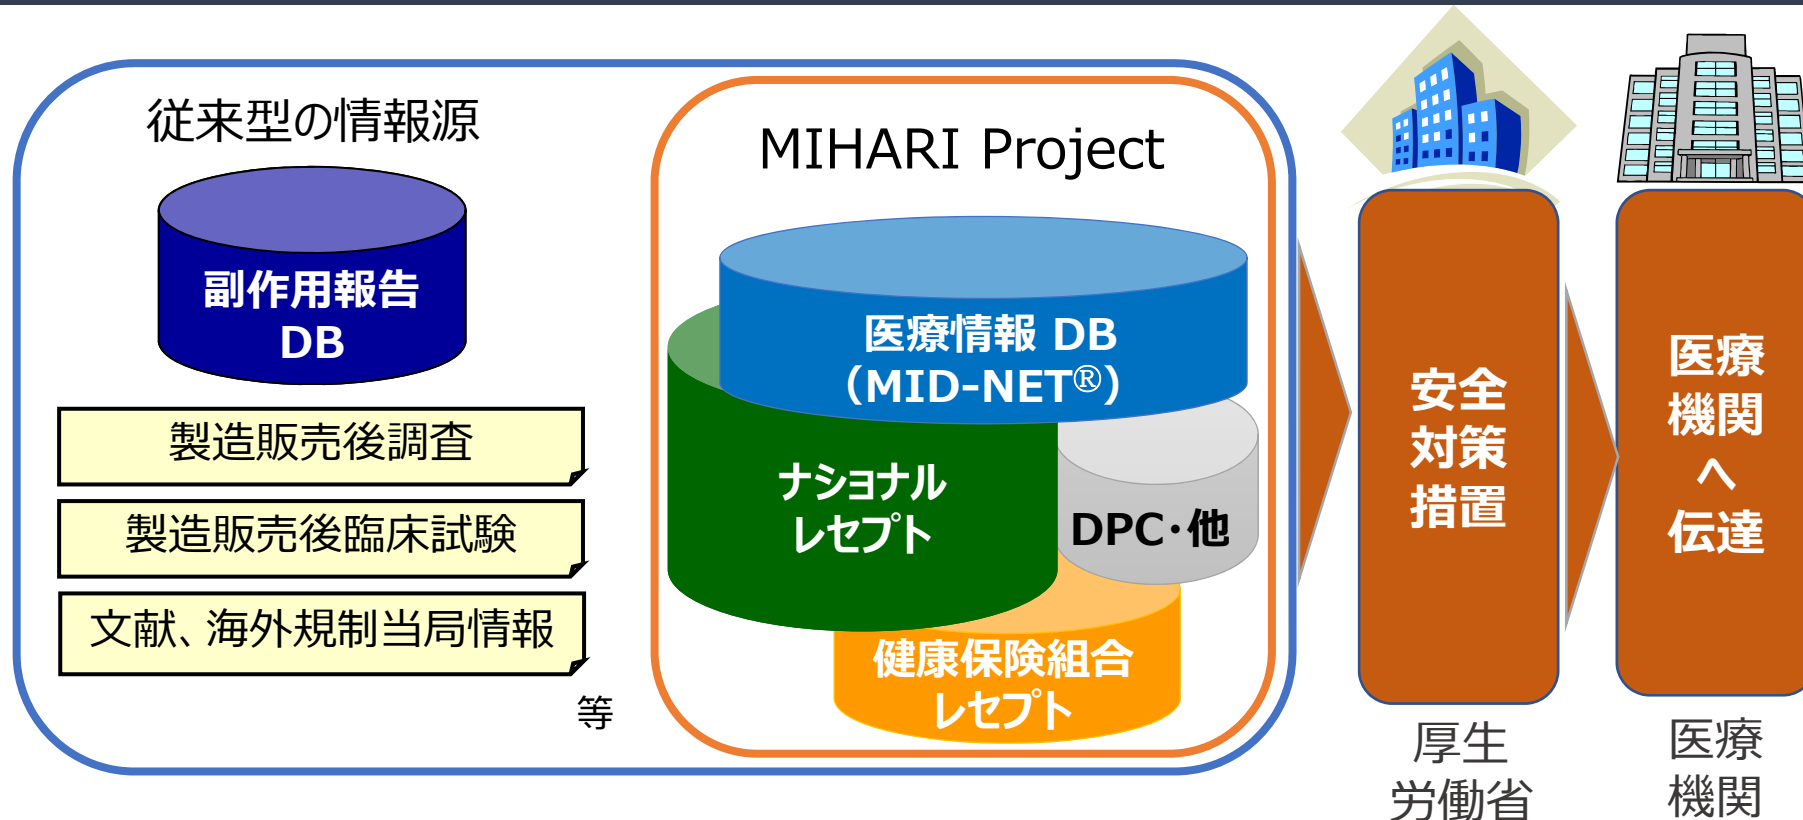 従来型の情報源
副作用報告
DB
製造販売後調査
製造販売後臨床試験
文献、海外規制当局情報
等
MIHARI Project
医療情報 DB
（MID-NET®）
ナショナル
レセプト
DPC・他
健康保険組合
レセプト
安全
対策
措置
厚生
労働省
医療
機関
へ
伝達
医療
機関